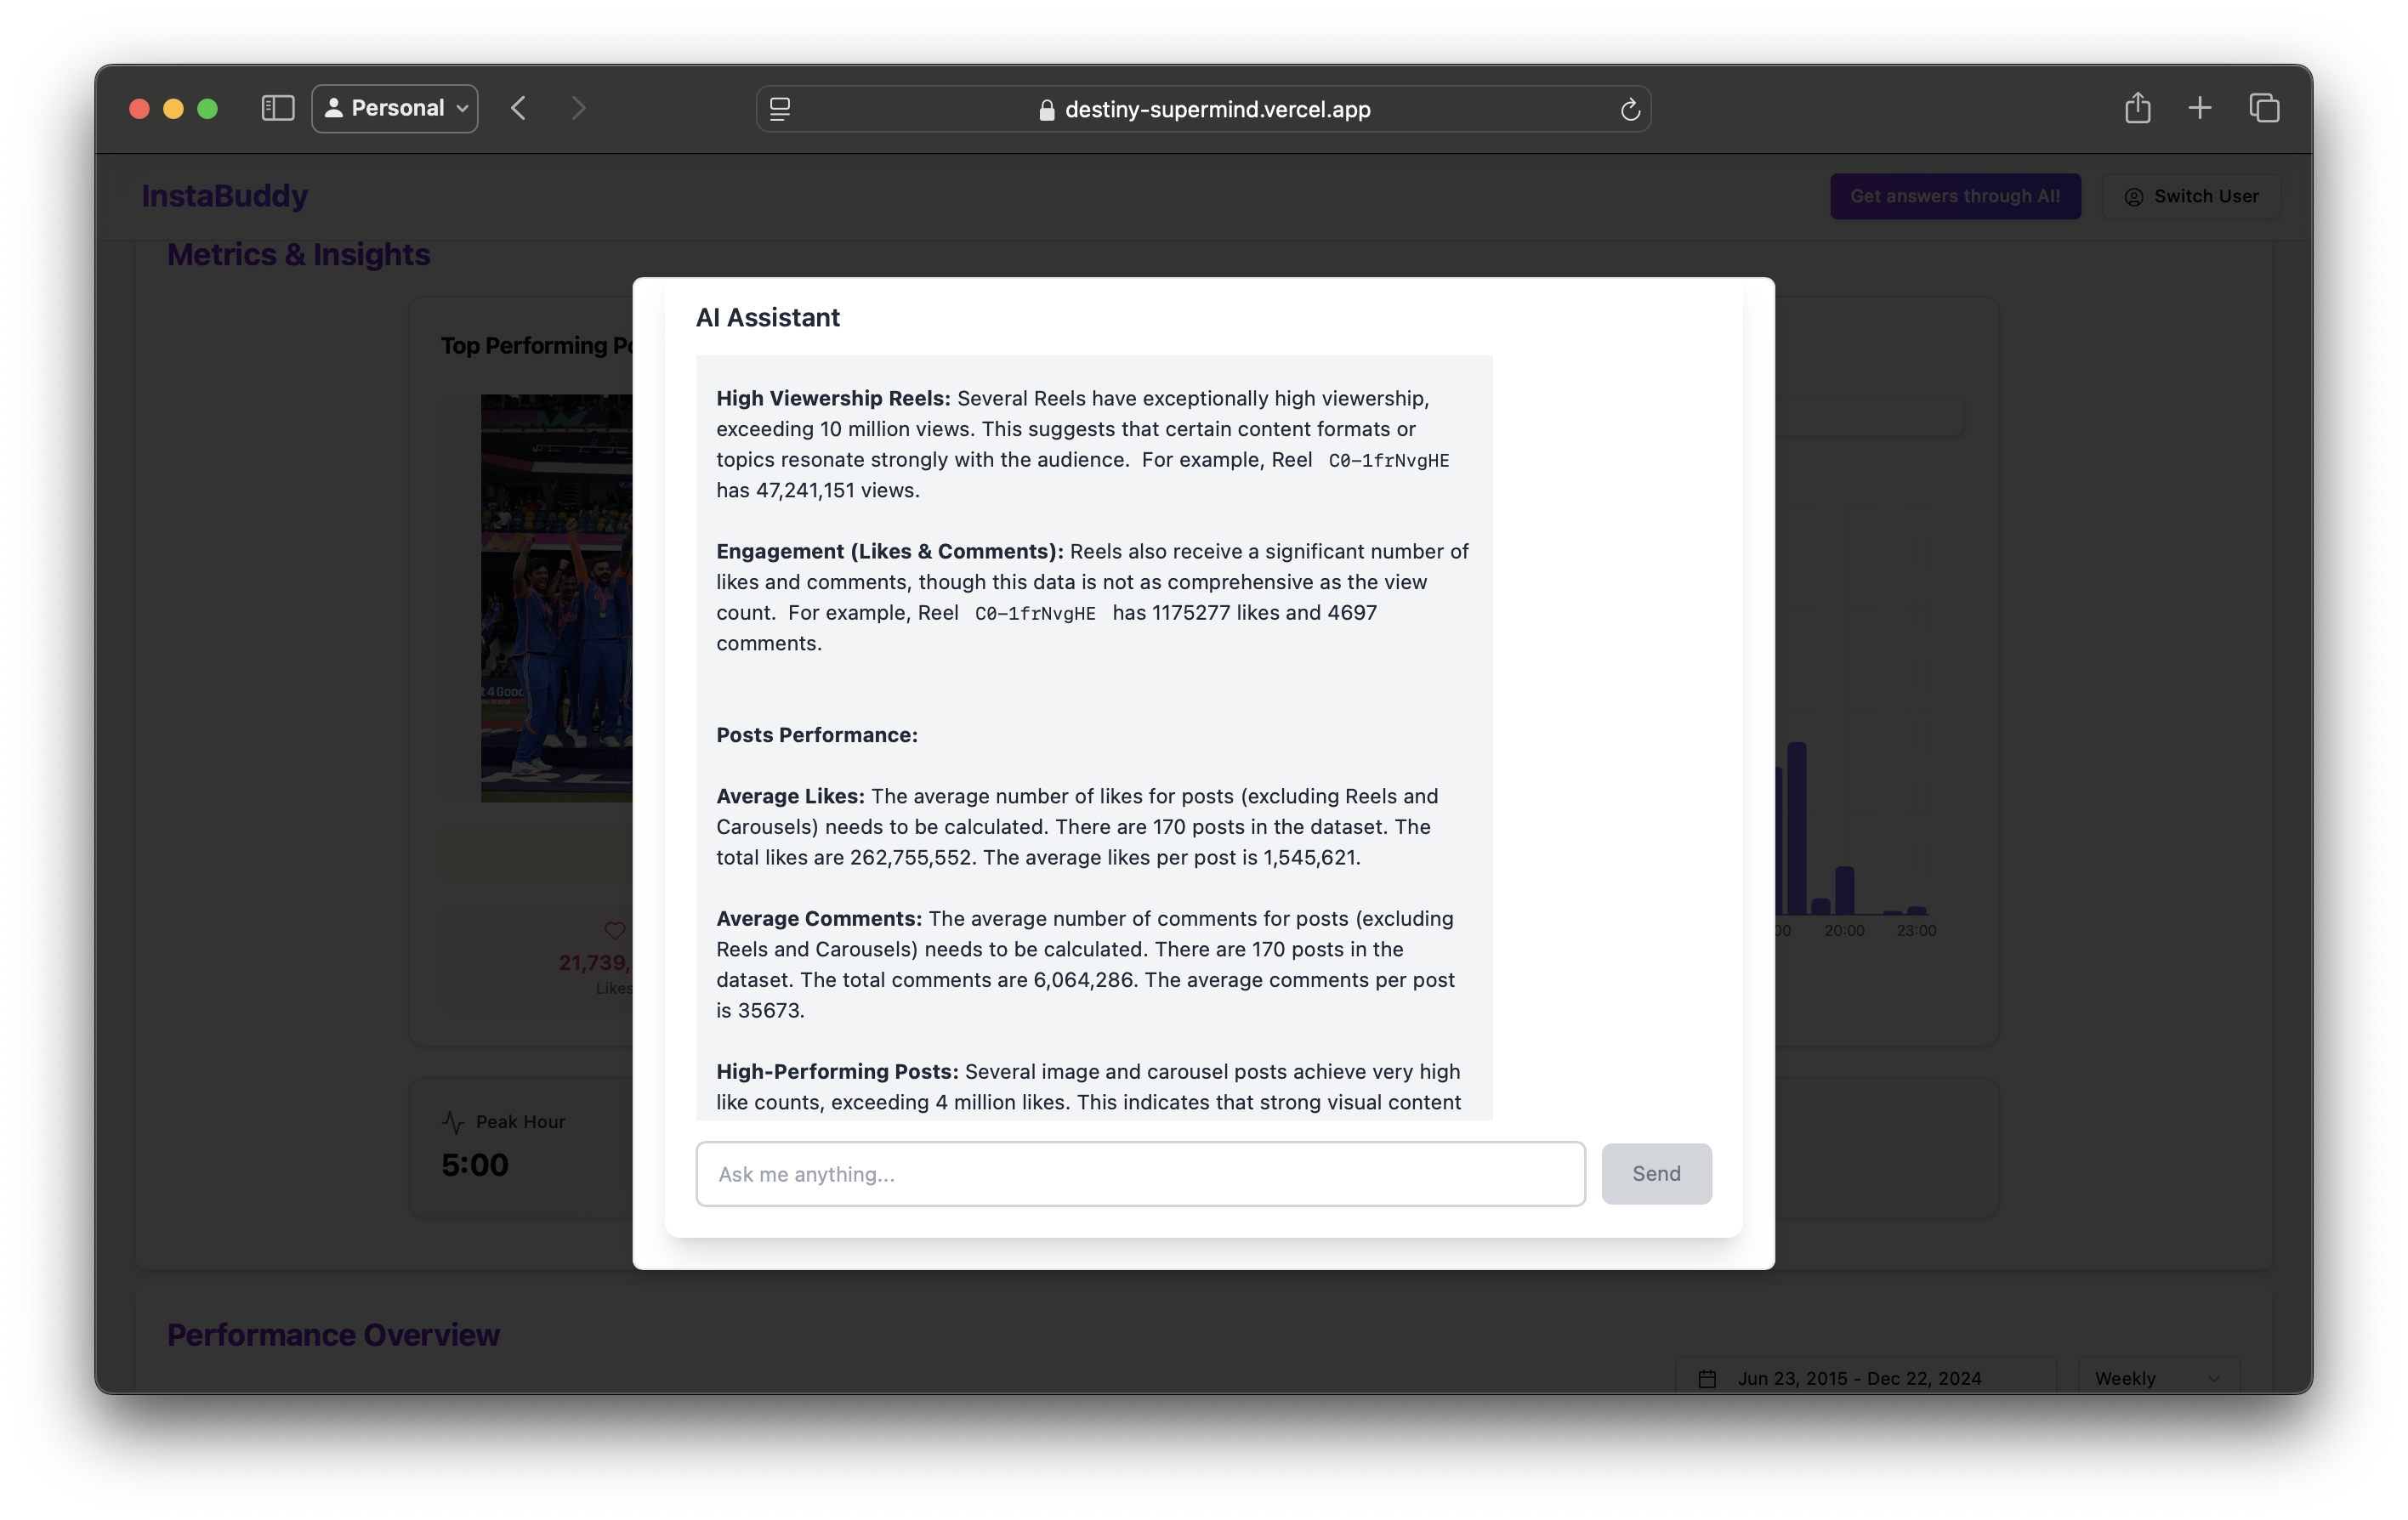 Personal
destiny-supermind.vercel.app
InstaBuddy
Get answers through AI!
Switch User
Metrics & Insights
Top Performing
AI Assistant
High Viewership Reels: Several Reels have exceptionally high viewership,
exceeding 10 million views. This suggests that certain content formats or
topics resonate strongly with the audience. For example, Reel C0-1frNvgHE
has 47,241,151 views.
Engagement (Likes & Comments): Reels also receive a significant number of
likes and comments, though this data is not as comprehensive as the view
count. For example, Reel C0-1frNvgHE has 1175277 likes and 4697
comments.
Posts Performance:
Average Likes: The average number of likes for posts (excluding Reels and
Carousels) needs to be calculated. There are 170 posts in the dataset. The
total likes are 262,755,552. The average likes per post is 1,545,621.
Average Comments: The average number of comments for posts (excluding
Reels and Carousels) needs to be calculated. There are 170 posts in the
dataset. The total comments are 6,064,286. The average comments per post
is 35673.
High-Performing Posts: Several image and carousel posts achieve very high
like counts, exceeding 4 million likes. This indicates that strong visual content
Ask me anything...
Send
t4Good
21,739,
Likes
00
20:00
23:00
Peak Hour
5:00
Performance Overview
Jun 23, 2015 - Dec 22, 2024
Weekly